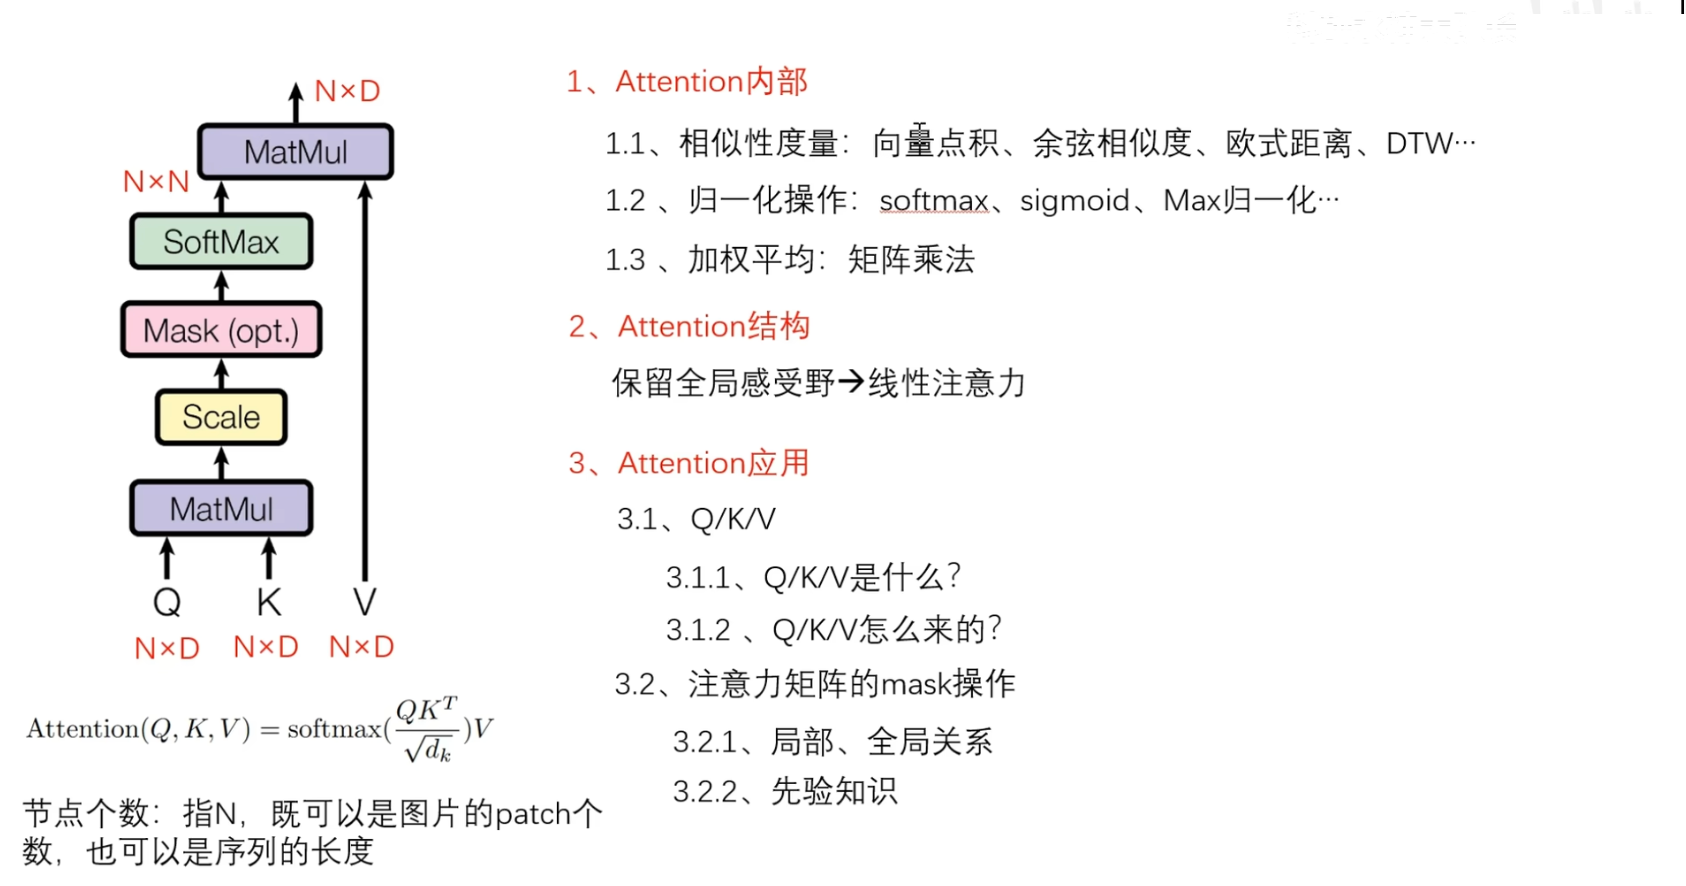 N×D
MatMul
N×N
SoftMax
Mask (opt.)
Scale
MatMul
Q K V
N×D N×D N×D
Attention(Q, K, V) = softmax(QK^T/√d_k)V
节点个数：指N，既可以是图片的patch个
数，也可以是序列的长度
1、Attention内部
1.1、相似性度量：向量点积、余弦相似度、欧式距离、DTW…
1.2 、归一化操作：softmax、sigmoid、Max归一化…
1.3 、加权平均：矩阵乘法
2、Attention结构
保留全局感受野→线性注意力
3、Attention应用
3.1、Q/K/V
3.1.1、Q/K/V是什么？
3.1.2 、Q/K/V怎么来的？
3.2、注意力矩阵的mask操作
3.2.1、局部、全局关系
3.2.2、先验知识